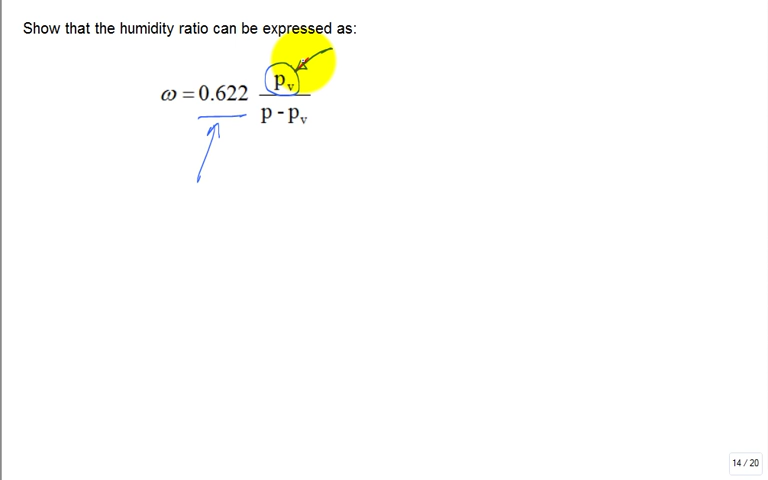 Show that the humidity ratio can be expressed as:
ω = 0.622 p_v / (p - p_v)
14 / 20